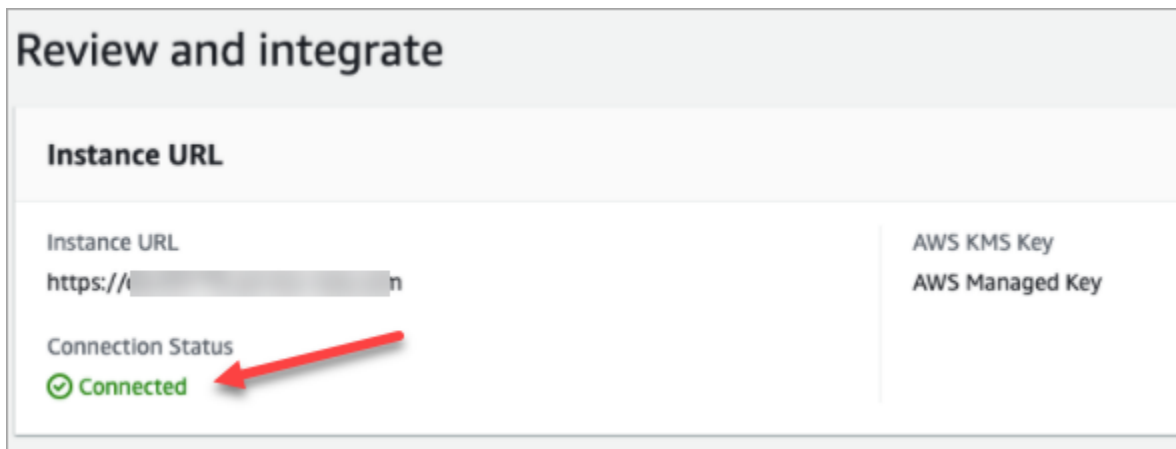 Review and integrate
Instance URL
Instance URL
https://
Connection Status
Connected
AWS KMS Key
AWS Managed Key